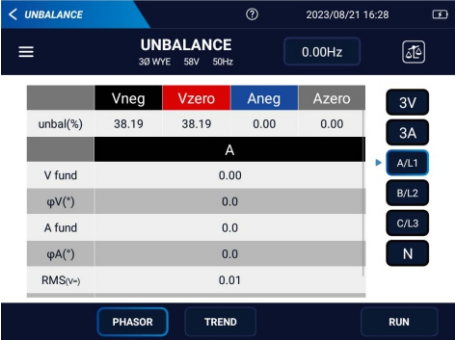 UNBALANCE 2023/08/21 16:28
UNBALANCE
3Ø WYE 58V 50Hz
0.00Hz
Vneg Vzero Aneg Azero
unbal(%) 38.19 38.19 0.00 0.00
A
V fund 0.00
φV(°) 0.0
A fund 0.0
φA(°) 0.0
RMS(V≂) 0.01
3V
3A
A/L1
B/L2
C/L3
N
PHASOR TREND RUN